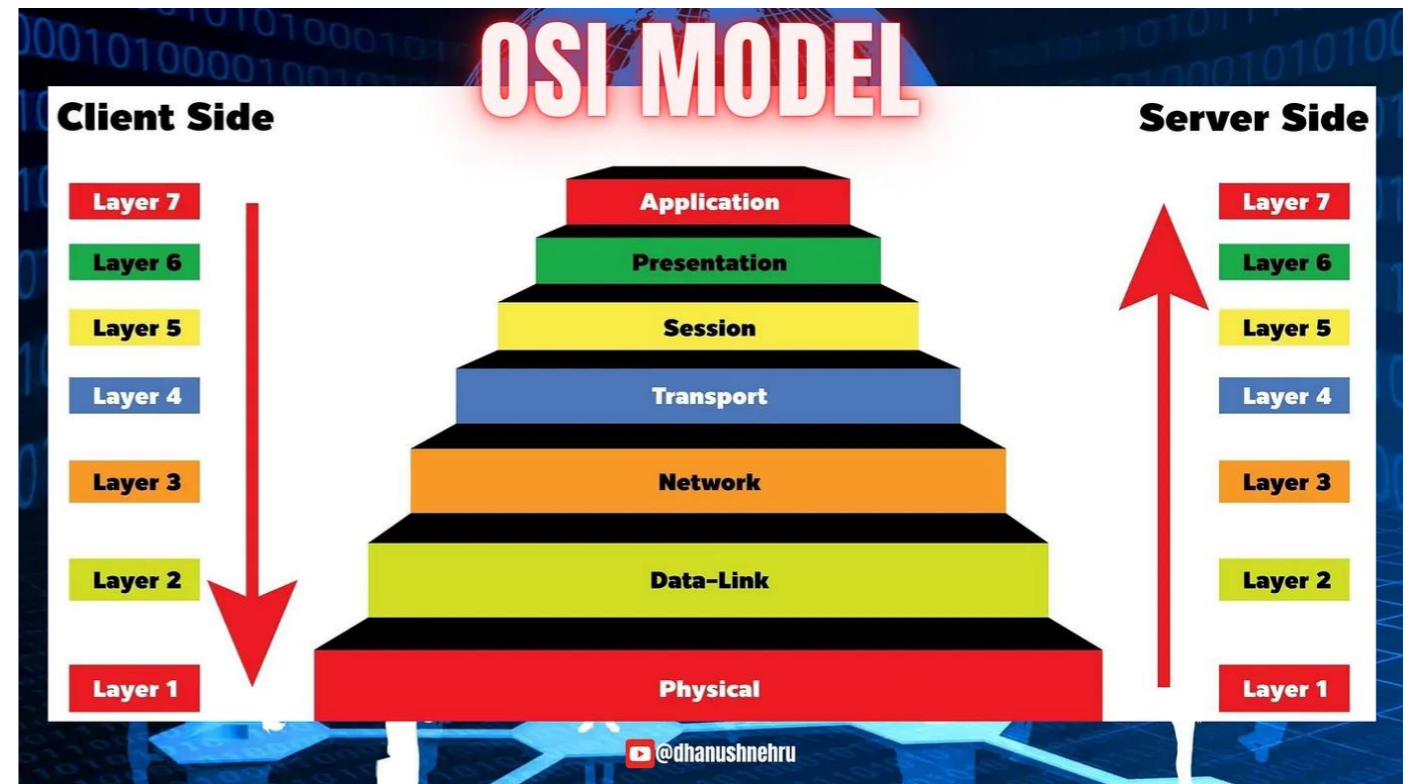 OSI MODEL
Client Side
Server Side
Layer 7
Application
Layer 7
Layer 6
Presentation
Layer 6
Layer 5
Session
Layer 5
Layer 4
Transport
Layer 4
Layer 3
Network
Layer 3
Layer 2
Data-Link
Layer 2
Layer 1
Physical
Layer 1
@dhanushnehru